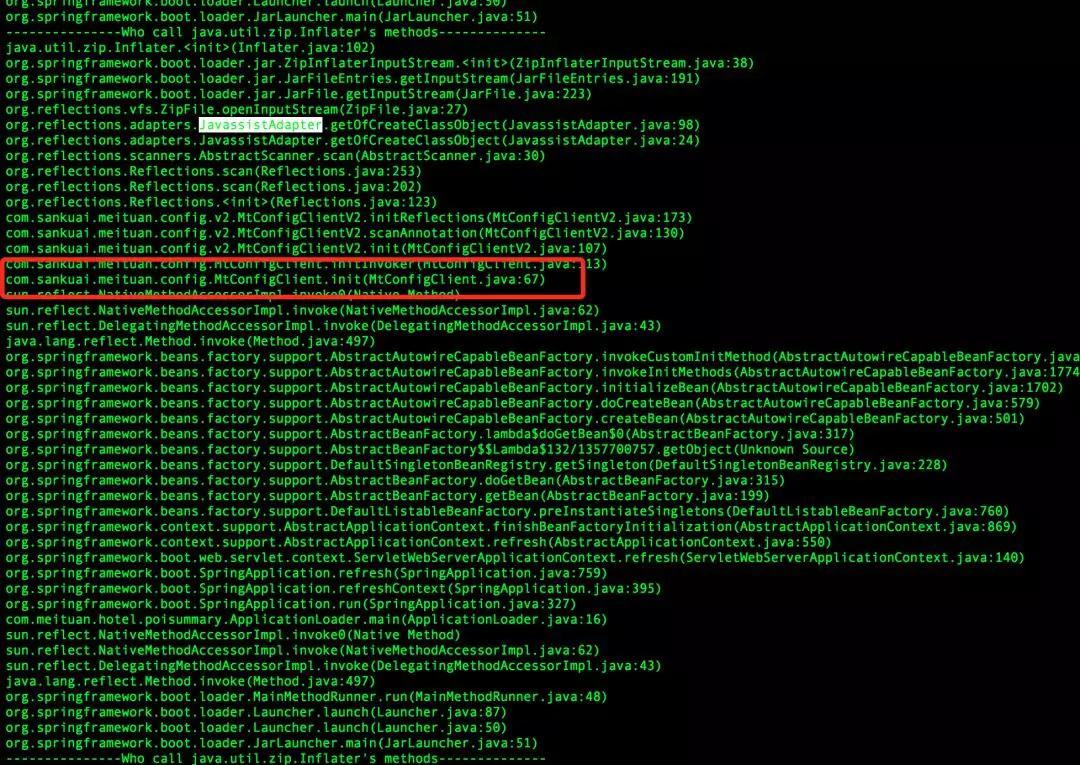 org.springframework.boot.loader.Launcher.launch(Launcher.java:50)
org.springframework.boot.loader.JarLauncher.main(JarLauncher.java:51)
---------------Who call java.util.zip.Inflater's methods--------------
java.util.zip.Inflater.<init>(Inflater.java:102)
org.springframework.boot.loader.jar.ZipInflaterInputStream.<init>(ZipInflaterInputStream.java:38)
org.springframework.boot.loader.jar.JarFileEntries.getInputStream(JarFileEntries.java:191)
org.springframework.boot.loader.jar.JarFile.getInputStream(JarFile.java:223)
org.reflections.vfs.ZipFile.openInputStream(ZipFile.java:27)
org.reflections.adapters.JavassistAdapter.getOfCreateClassObject(JavassistAdapter.java:98)
org.reflections.adapters.JavassistAdapter.getOfCreateClassObject(JavassistAdapter.java:24)
org.reflections.scanners.AbstractScanner.scan(AbstractScanner.java:30)
org.reflections.Reflections.scan(Reflections.java:253)
org.reflections.Reflections.scan(Reflections.java:202)
org.reflections.Reflections.<init>(Reflections.java:123)
com.sankuai.meituan.config.v2.MtConfigClientV2.initReflections(MtConfigClientV2.java:173)
com.sankuai.meituan.config.v2.MtConfigClientV2.scanAnnotation(MtConfigClientV2.java:130)
com.sankuai.meituan.config.v2.MtConfigClientV2.init(MtConfigClientV2.java:107)
com.sankuai.meituan.config.MtConfigClient.initInvoker(MtConfigClient.java:313)
com.sankuai.meituan.config.MtConfigClient.init(MtConfigClient.java:67)
sun.reflect.NativeMethodAccessorImpl.invoke0(Native Method)
sun.reflect.NativeMethodAccessorImpl.invoke(NativeMethodAccessorImpl.java:62)
sun.reflect.DelegatingMethodAccessorImpl.invoke(DelegatingMethodAccessorImpl.java:43)
java.lang.reflect.Method.invoke(Method.java:497)
org.springframework.beans.factory.support.AbstractAutowireCapableBeanFactory.invokeCustomInitMethod(AbstractAutowireCapableBeanFactory.java
org.springframework.beans.factory.support.AbstractAutowireCapableBeanFactory.invokeInitMethods(AbstractAutowireCapableBeanFactory.java:1774
org.springframework.beans.factory.support.AbstractAutowireCapableBeanFactory.initializeBean(AbstractAutowireCapableBeanFactory.java:1702)
org.springframework.beans.factory.support.AbstractAutowireCapableBeanFactory.doCreateBean(AbstractAutowireCapableBeanFactory.java:579)
org.springframework.beans.factory.support.AbstractAutowireCapableBeanFactory.createBean(AbstractAutowireCapableBeanFactory.java:501)
org.springframework.beans.factory.support.AbstractBeanFactory.lambda$doGetBean$0(AbstractBeanFactory.java:317)
org.springframework.beans.factory.support.AbstractBeanFactory$$Lambda$132/1357700757.getObject(Unknown Source)
org.springframework.beans.factory.support.DefaultSingletonBeanRegistry.getSingleton(DefaultSingletonBeanRegistry.java:228)
org.springframework.beans.factory.support.AbstractBeanFactory.doGetBean(AbstractBeanFactory.java:315)
org.springframework.beans.factory.support.AbstractBeanFactory.getBean(AbstractBeanFactory.java:199)
org.springframework.beans.factory.support.DefaultListableBeanFactory.preInstantiateSingletons(DefaultListableBeanFactory.java:760)
org.springframework.context.support.AbstractApplicationContext.finishBeanFactoryInitialization(AbstractApplicationContext.java:869)
org.springframework.context.support.AbstractApplicationContext.refresh(AbstractApplicationContext.java:550)
org.springframework.boot.web.servlet.context.ServletWebServerApplicationContext.refresh(ServletWebServerApplicationContext.java:140)
org.springframework.boot.SpringApplication.refresh(SpringApplication.java:759)
org.springframework.boot.SpringApplication.refreshContext(SpringApplication.java:395)
org.springframework.boot.SpringApplication.run(SpringApplication.java:327)
com.meituan.hotel.poisummary.ApplicationLoader.main(ApplicationLoader.java:16)
sun.reflect.NativeMethodAccessorImpl.invoke0(Native Method)
sun.reflect.NativeMethodAccessorImpl.invoke(NativeMethodAccessorImpl.java:62)
sun.reflect.DelegatingMethodAccessorImpl.invoke(DelegatingMethodAccessorImpl.java:43)
java.lang.reflect.Method.invoke(Method.java:497)
org.springframework.boot.loader.MainMethodRunner.run(MainMethodRunner.java:48)
org.springframework.boot.loader.Launcher.launch(Launcher.java:87)
org.springframework.boot.loader.Launcher.launch(Launcher.java:50)
org.springframework.boot.loader.JarLauncher.main(JarLauncher.java:51)
---------------Who call java.util.zip.Inflater's methods--------------